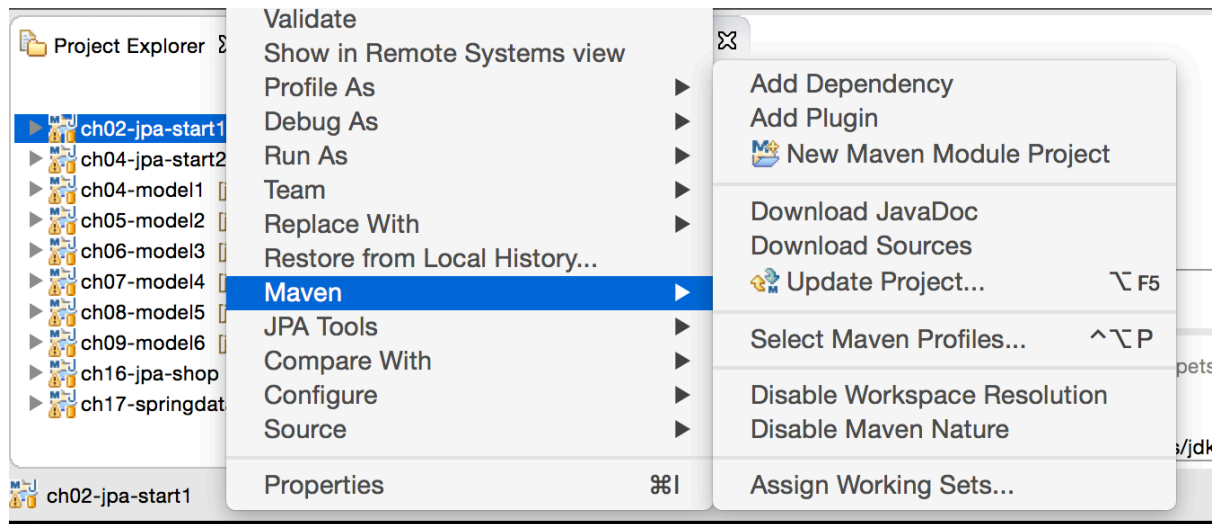 Project Explorer
ch02-jpa-start1
ch04-jpa-start2
ch04-model1 [j
ch05-model2 [j
ch06-model3 [j
ch07-model4 [j
ch08-model5 [j
ch09-model6 [j
ch16-jpa-shop
ch17-springdat
ch02-jpa-start1
Validate
Show in Remote Systems view
Profile As
Debug As
Run As
Team
Replace With
Restore from Local History...
Maven
JPA Tools
Compare With
Configure
Source
Properties ⌘I
Add Dependency
Add Plugin
New Maven Module Project
Download JavaDoc
Download Sources
Update Project... ⌥F5
Select Maven Profiles... ^⌥P
Disable Workspace Resolution
Disable Maven Nature
Assign Working Sets...
pets
s/jdk